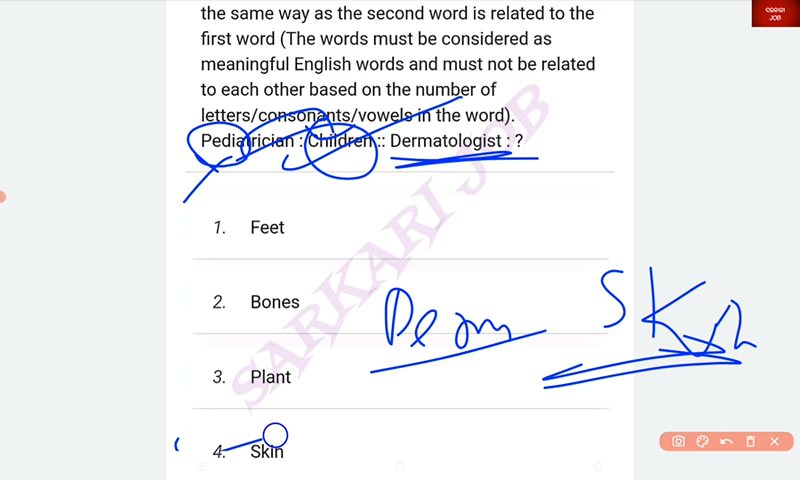 the same way as the second word is related to the
first word (The words must be considered as
meaningful English words and must not be related
to each other based on the number of
letters/consonants/vowels in the word).
Pediatrician : Children :: Dermatologist : ?
1. Feet
2. Bones
3. Plant
4. Skin
SARKARI JOB
ସରକାରୀ
JOB